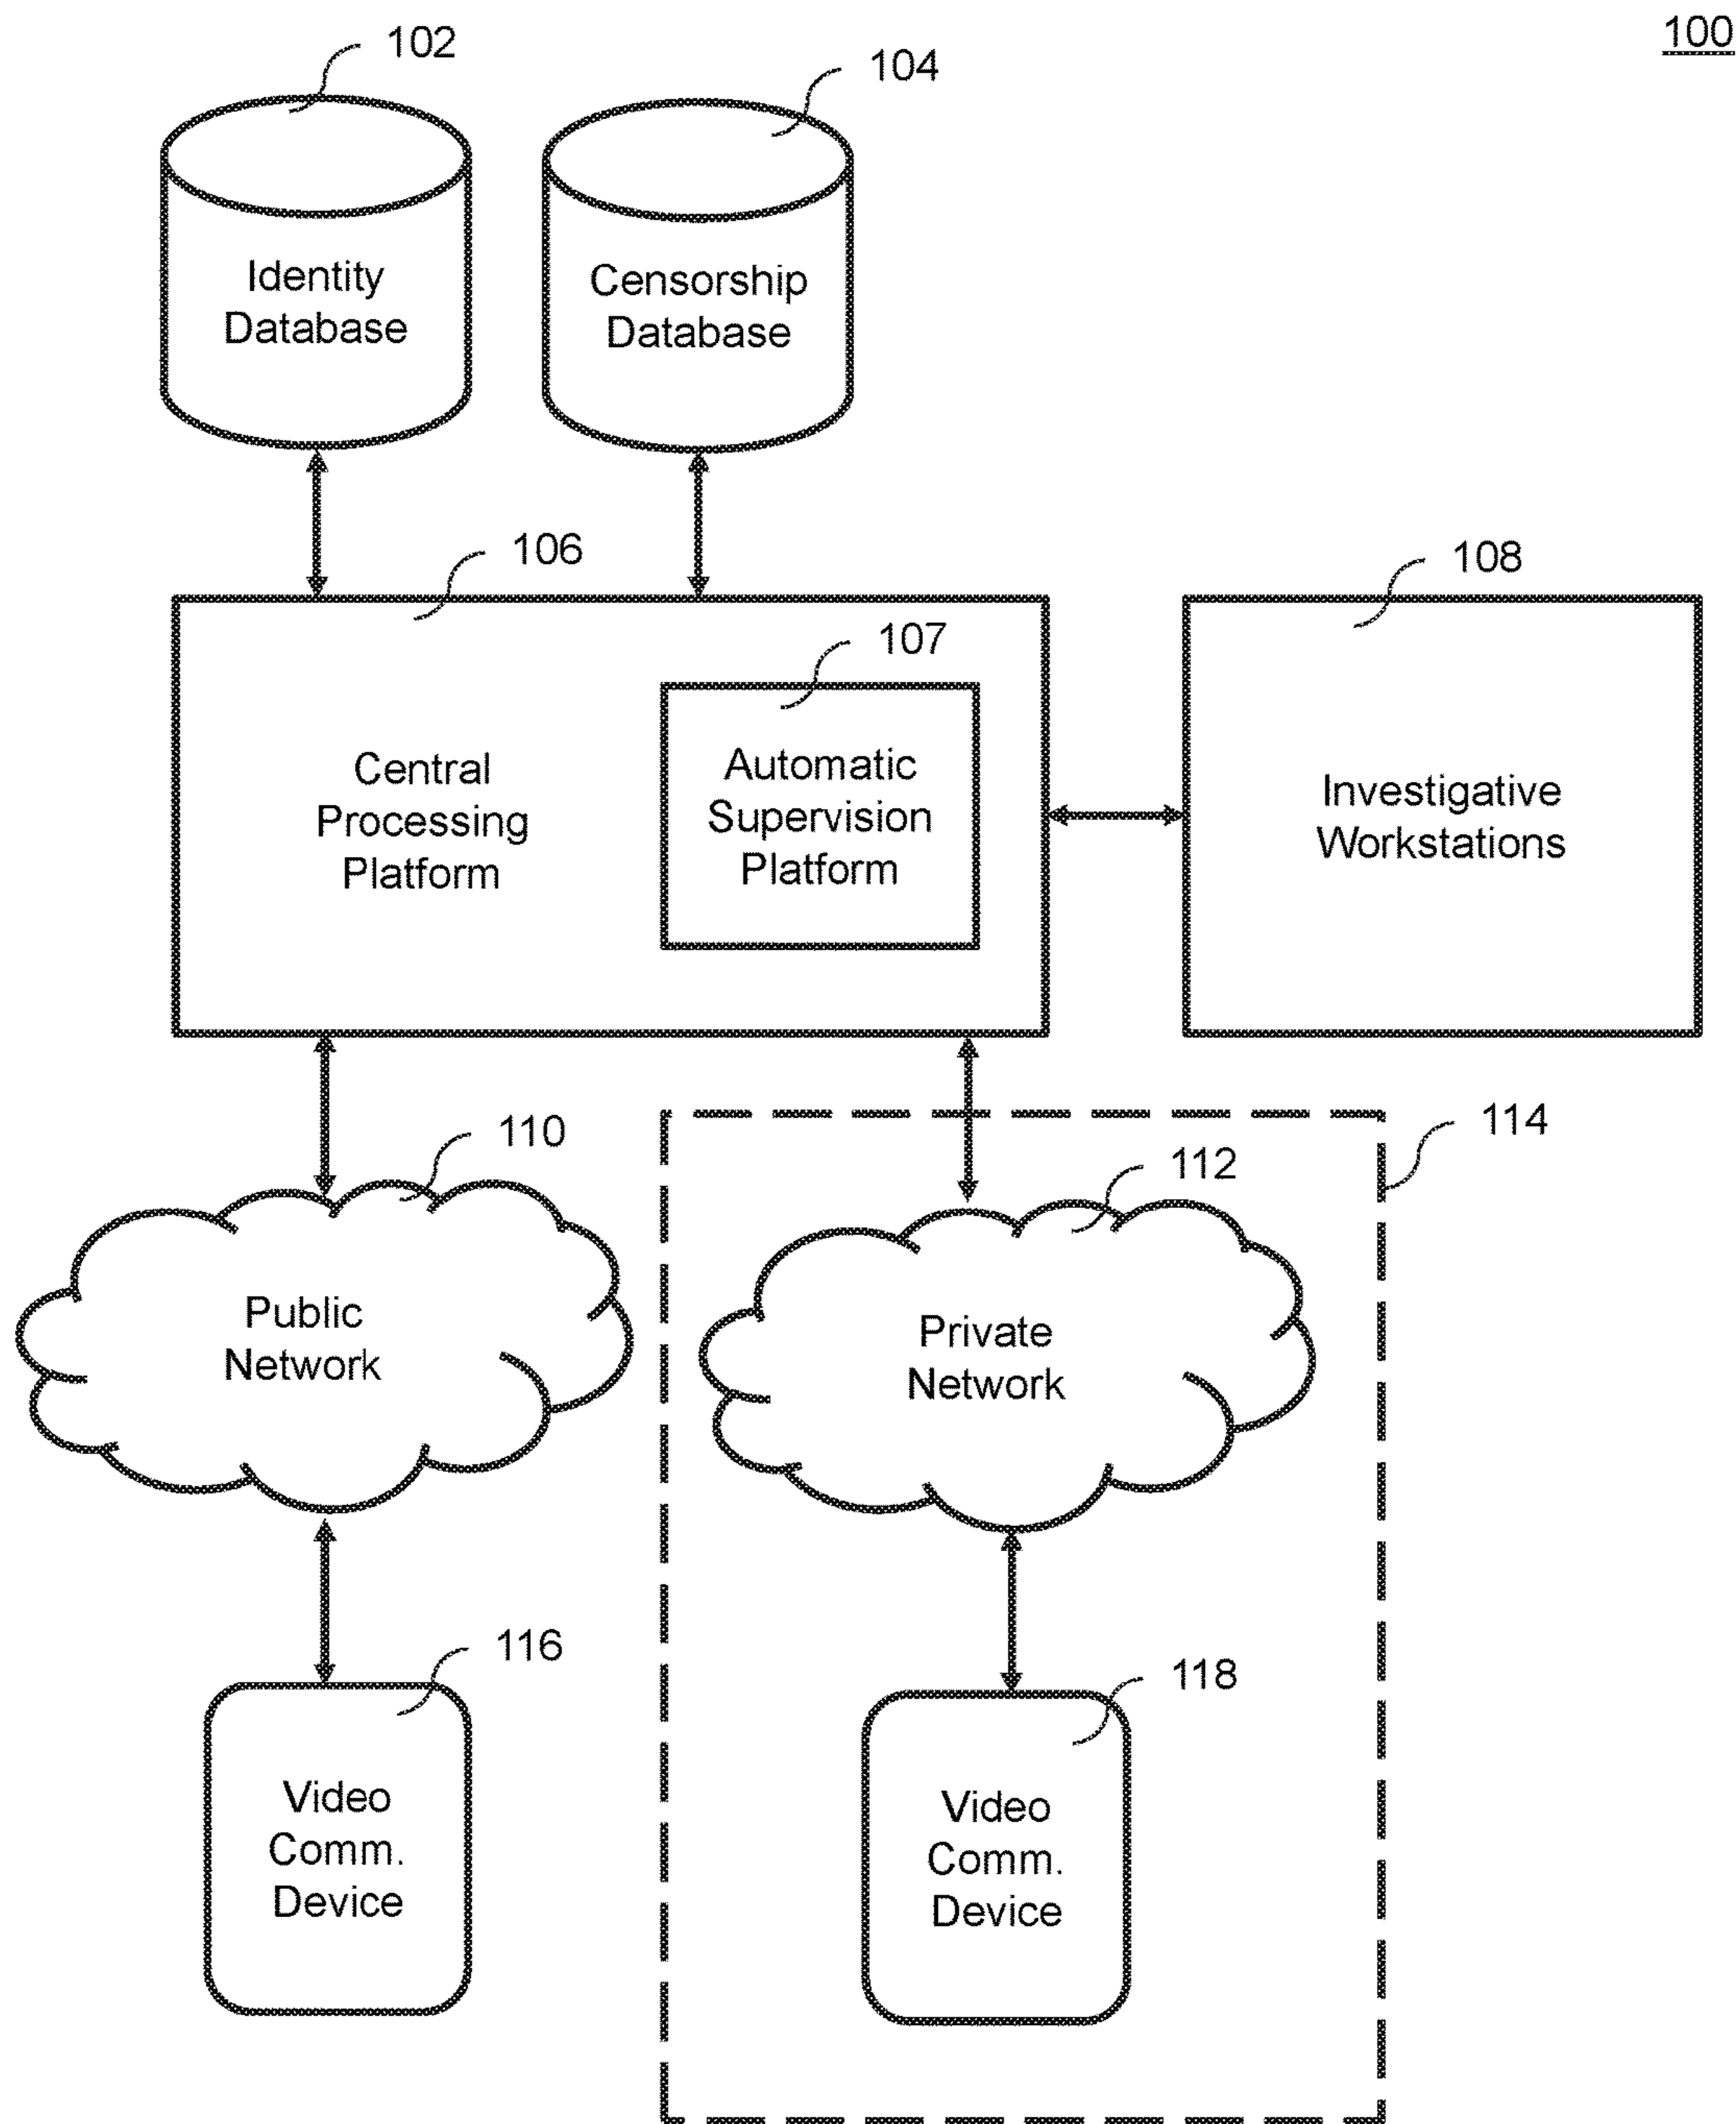 100
102
104
Identity
Database
Censorship
Database
106
108
107
Central
Processing
Platform
Automatic
Supervision
Platform
Investigative
Workstations
110
112
114
Public
Network
Private
Network
116
118
Video
Comm.
Device
Video
Comm.
Device